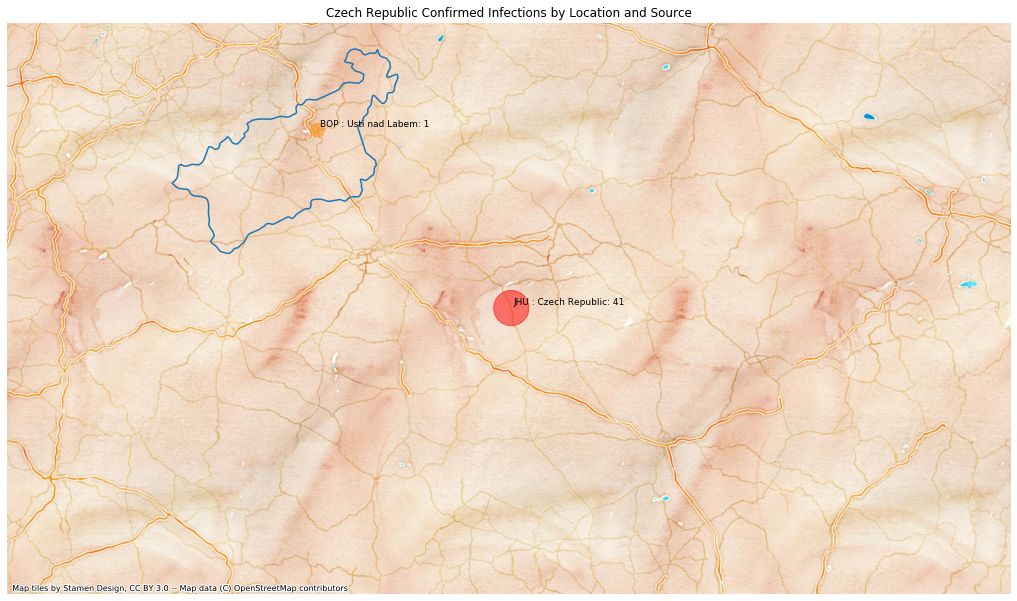 Czech Republic Confirmed Infections by Location and Source
BOP : Usti nad Labem: 1
JHU : Czech Republic: 41
Map tiles by Stamen Design, CC BY 3.0 -- Map data (C) OpenStreetMap contributors